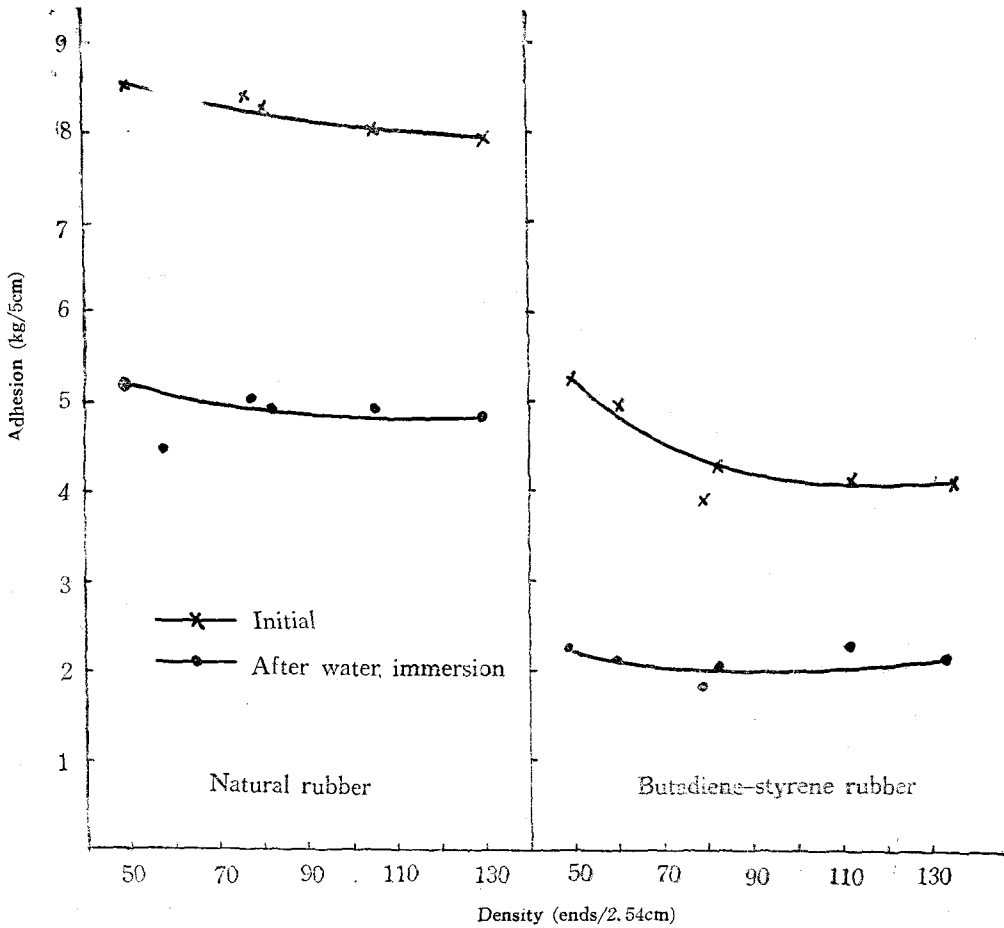 9
8
7
6
5
4
3
2
1
Adhesion (kg/5cm)
Initial
After water immersion
Natural rubber
Butadiene-styrene rubber
50 70 90 110 130 50 70 90 110 130
Density (ends/2.54cm)